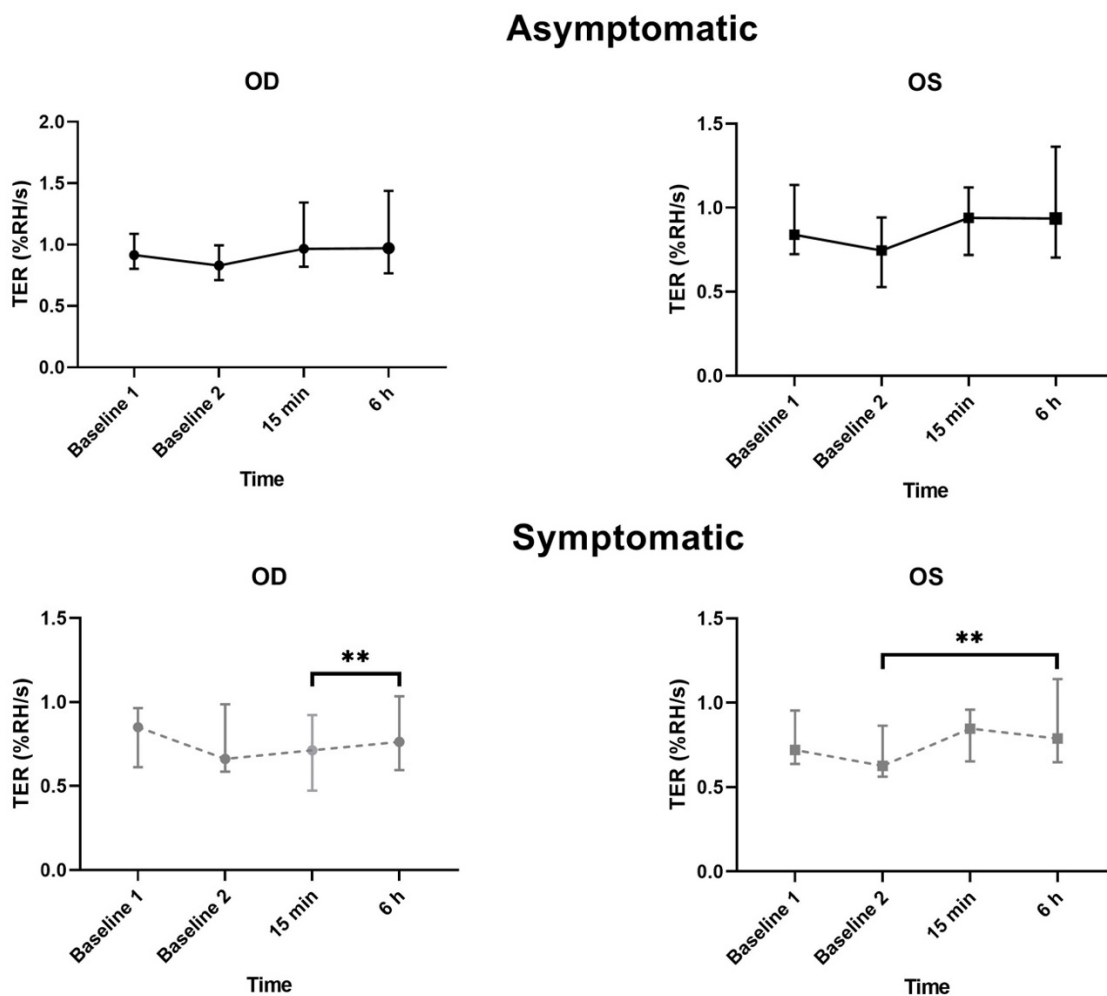 Asymptomatic
OD
TER (%RH/s)
2.0
1.5
1.0
0.5
0.0
Baseline 1
Baseline 2
15 min
6 h
Time
OS
TER (%RH/s)
1.5
1.0
0.5
0.0
Baseline 1
Baseline 2
15 min
6 h
Time
Symptomatic
OD
TER (%RH/s)
1.5
1.0
0.5
0.0
**
Baseline 1
Baseline 2
15 min
6 h
Time
OS
TER (%RH/s)
1.5
1.0
0.5
0.0
**
Baseline 1
Baseline 2
15 min
6 h
Time